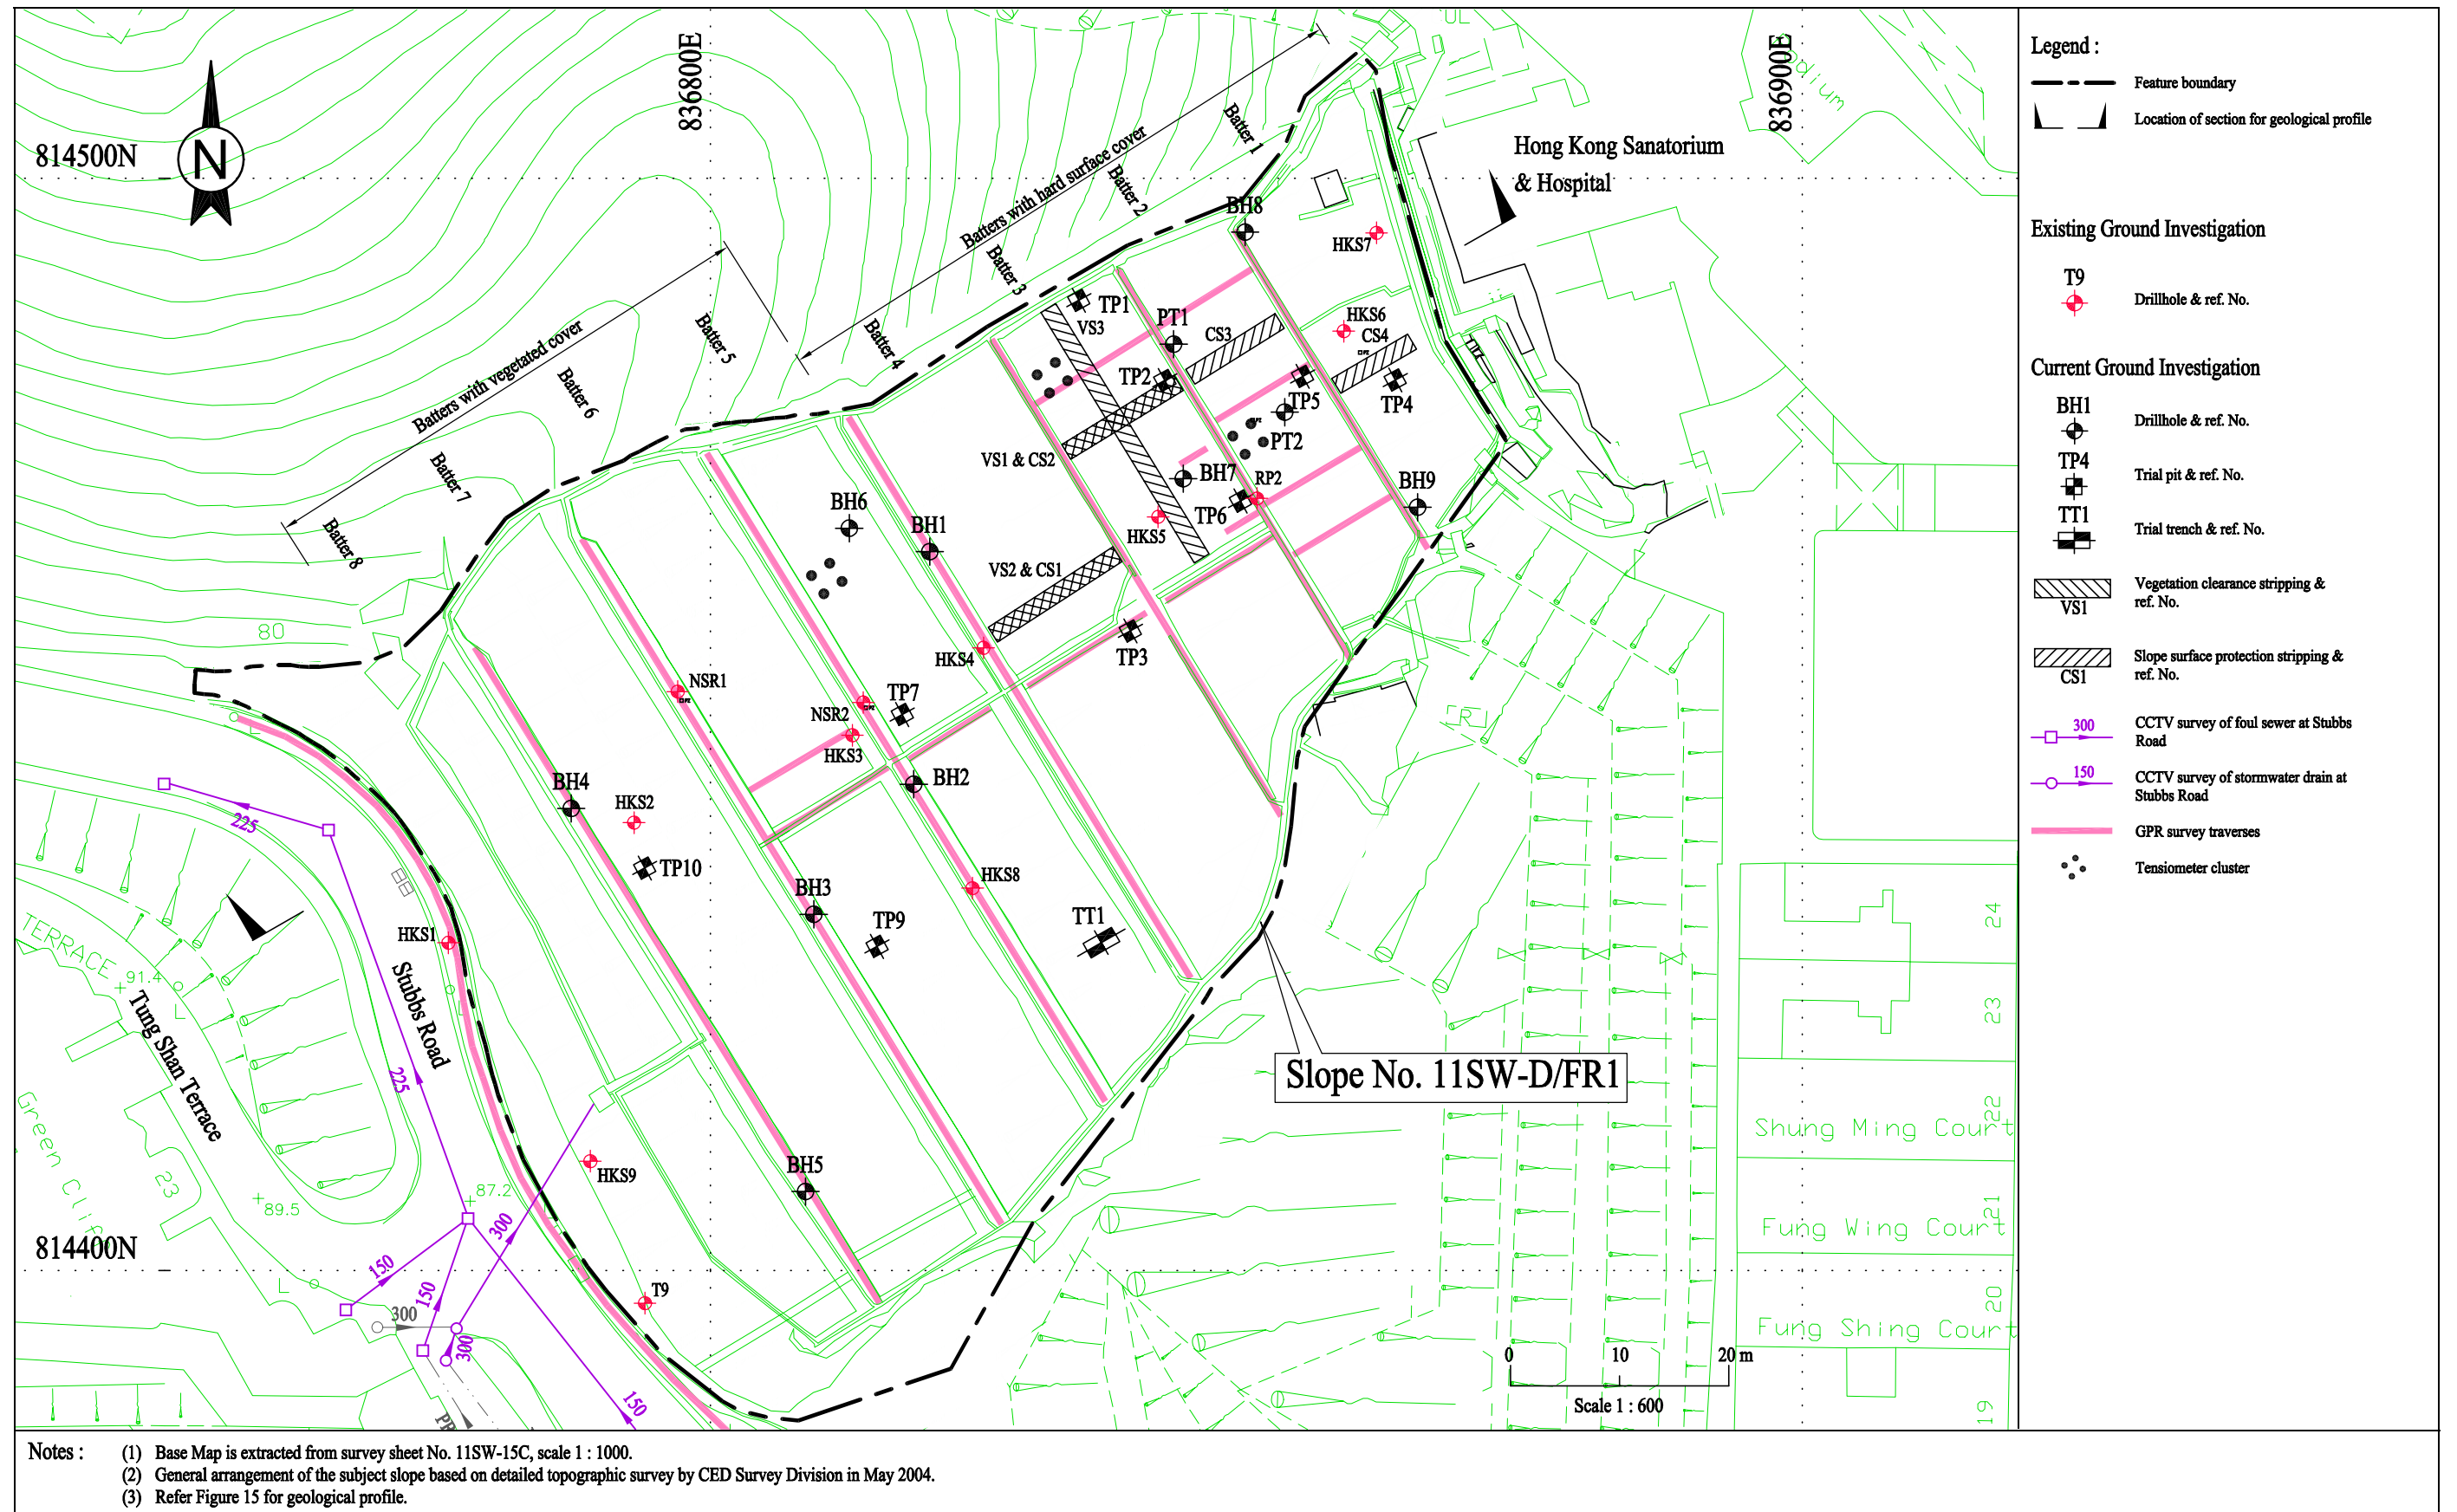 836800E
836900E
814500N
814400N
N
Hong Kong Sanatorium
& Hospital
Batters with hard surface cover
Batters with vegetated cover
Batter 1
Batter 2
Batter 3
Batter 4
Batter 5
Batter 6
Batter 7
Batter 8
BH8
HKS7
TP1
VS3
PT1
CS3
HKS6
CS4
TP2
TP5
TP4
PT2
VS1 & CS2
BH7
RP2
BH9
TP6
HKS5
BH6
BH1
VS2 & CS1
HKS4
TP3
NSR1
TP7
NSR2
HKS3
BH4
HKS2
BH2
TP10
BH3
HKS8
TP9
TT1
HKS1
Stubbs Road
Tung Shan Terrace
TERRACE
91.4
80
225
225
Slope No. 11SW-D/FR1
BH5
HKS9
87.2
89.5
23
300
150
150
300
300
150
T9
24
23
22
21
20
19
Shung Ming Court
Fung Wing Court
Fung Shing Court
0 10 20 m
Scale 1 : 600
Legend :
Feature boundary
Location of section for geological profile
Existing Ground Investigation
T9
Drillhole & ref. No.
Current Ground Investigation
BH1
Drillhole & ref. No.
TP4
Trial pit & ref. No.
TT1
Trial trench & ref. No.
Vegetation clearance stripping &
ref. No.
VS1
Slope surface protection stripping &
ref. No.
CS1
300
CCTV survey of foul sewer at Stubbs
Road
150
CCTV survey of stormwater drain at
Stubbs Road
GPR survey traverses
Tensiometer cluster
Notes :
(1) Base Map is extracted from survey sheet No. 11SW-15C, scale 1 : 1000.
(2) General arrangement of the subject slope based on detailed topographic survey by CED Survey Division in May 2004.
(3) Refer Figure 15 for geological profile.